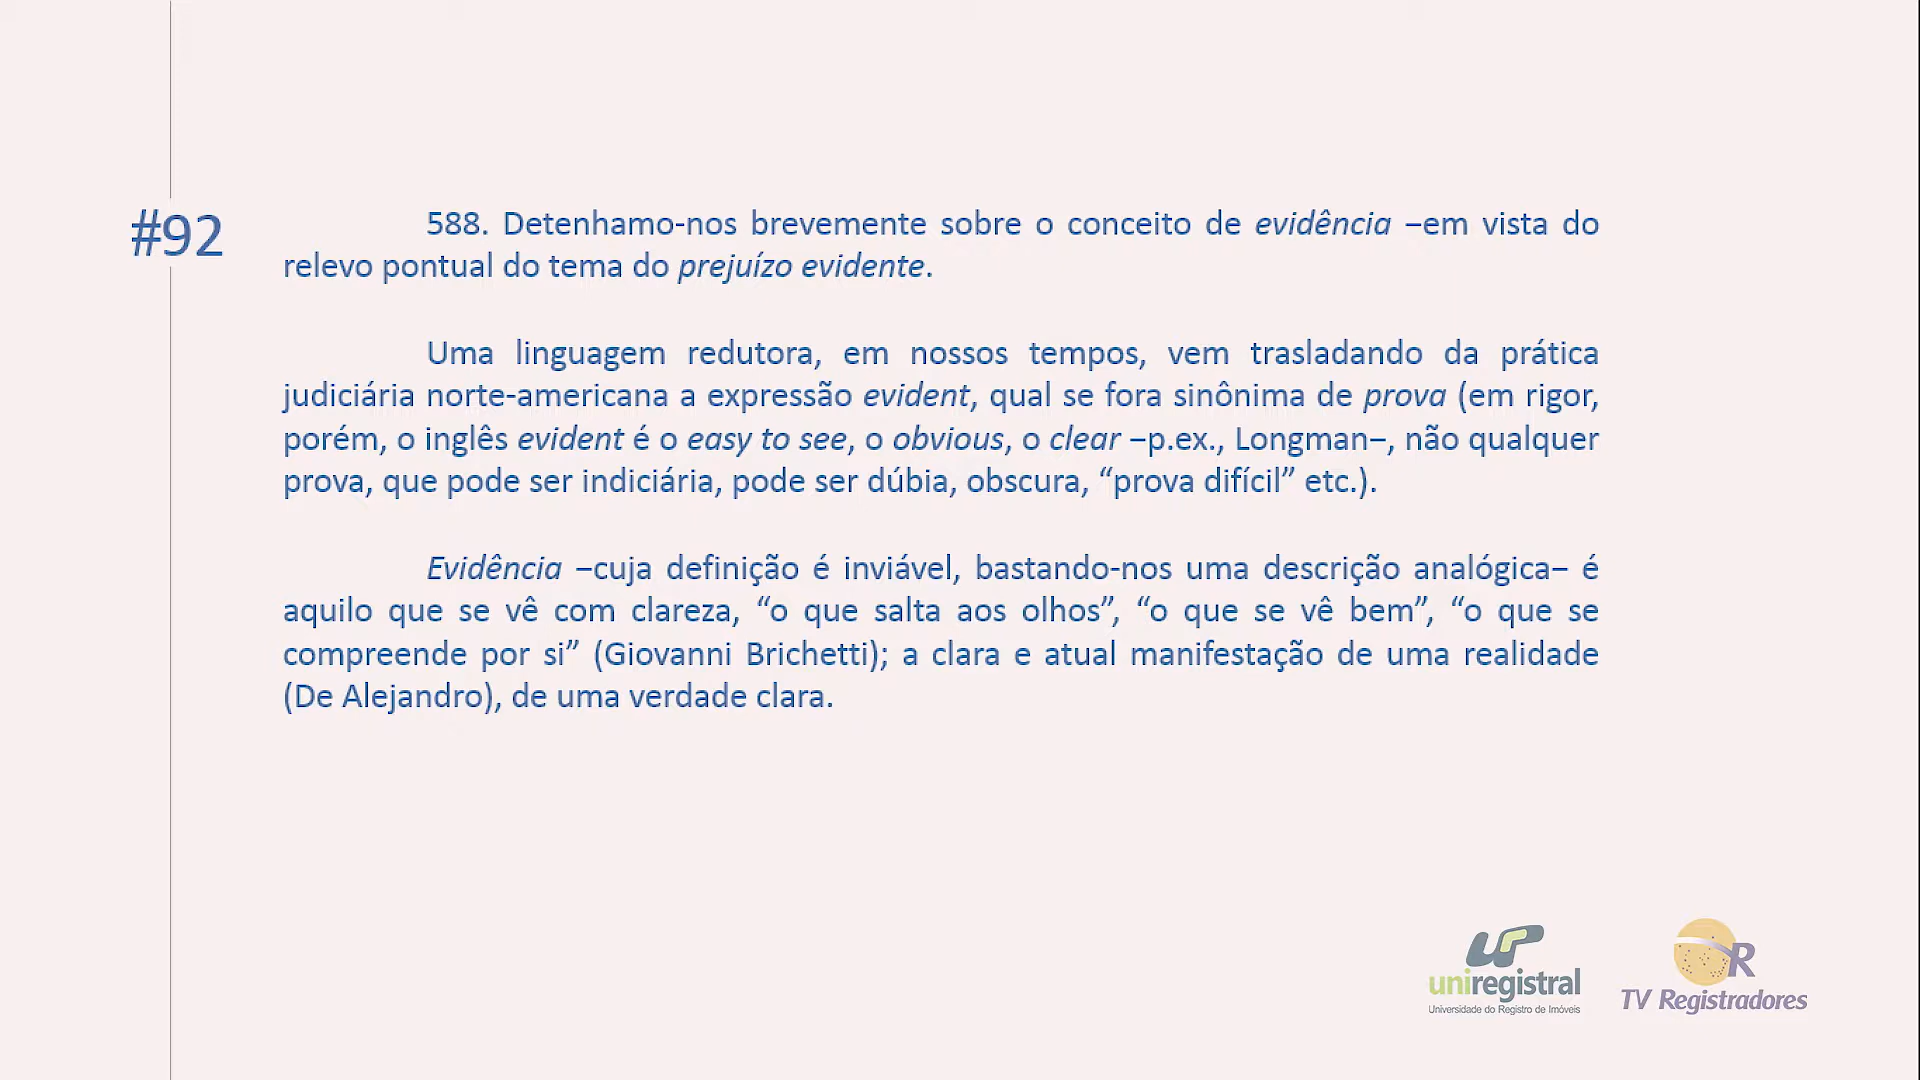 #92
588. Detenhamo-nos brevemente sobre o conceito de evidência –em vista do
relevo pontual do tema do prejuízo evidente.
Uma linguagem redutora, em nossos tempos, vem trasladando da prática
judiciária norte-americana a expressão evident, qual se fora sinônima de prova (em rigor,
porém, o inglês evident é o easy to see, o obvious, o clear –p.ex., Longman–, não qualquer
prova, que pode ser indiciária, pode ser dúbia, obscura, “prova difícil” etc.).
Evidência –cuja definição é inviável, bastando-nos uma descrição analógica– é
aquilo que se vê com clareza, “o que salta aos olhos”, “o que se vê bem”, “o que se
compreende por si” (Giovanni Brichetti); a clara e atual manifestação de uma realidade
(De Alejandro), de uma verdade clara.
uniregistral
Universidade do Registro de Imóveis
R
TV Registradores